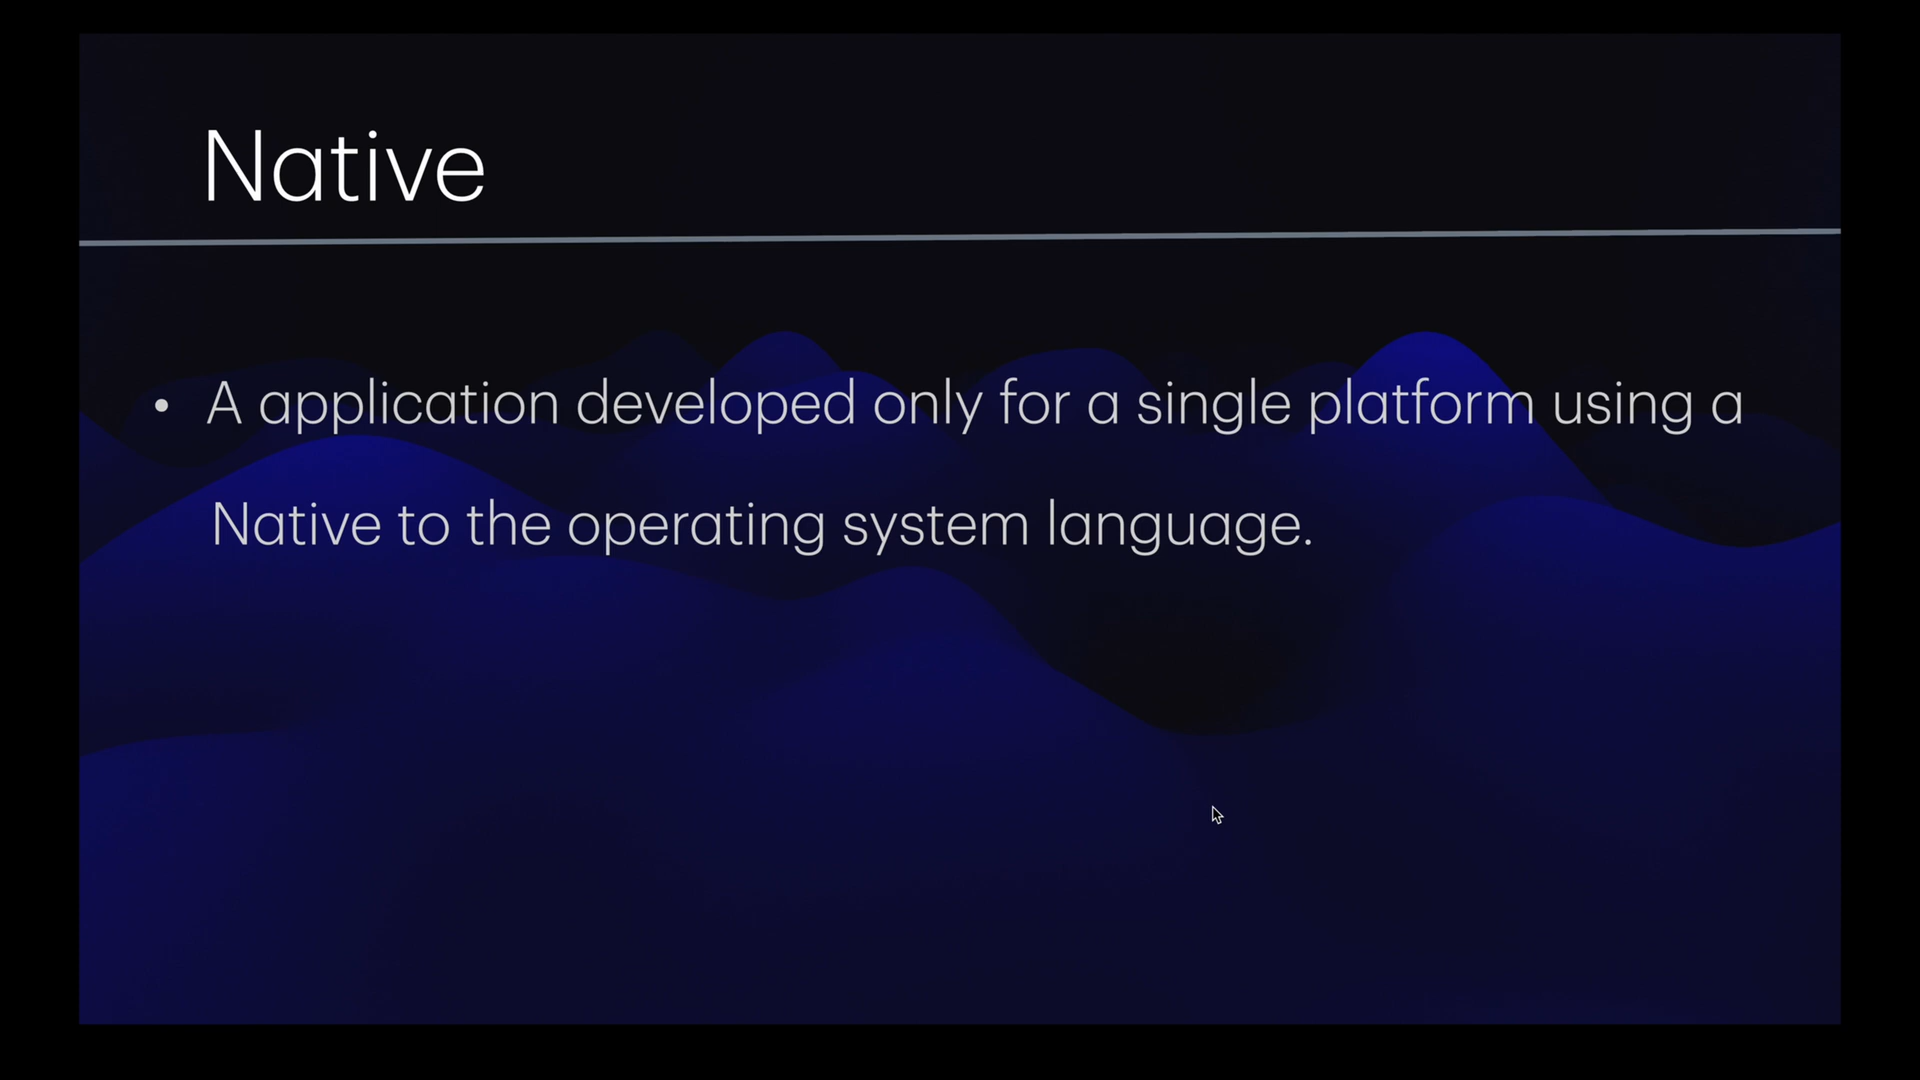 Native
• A application developed only for a single platform using a
Native to the operating system language.